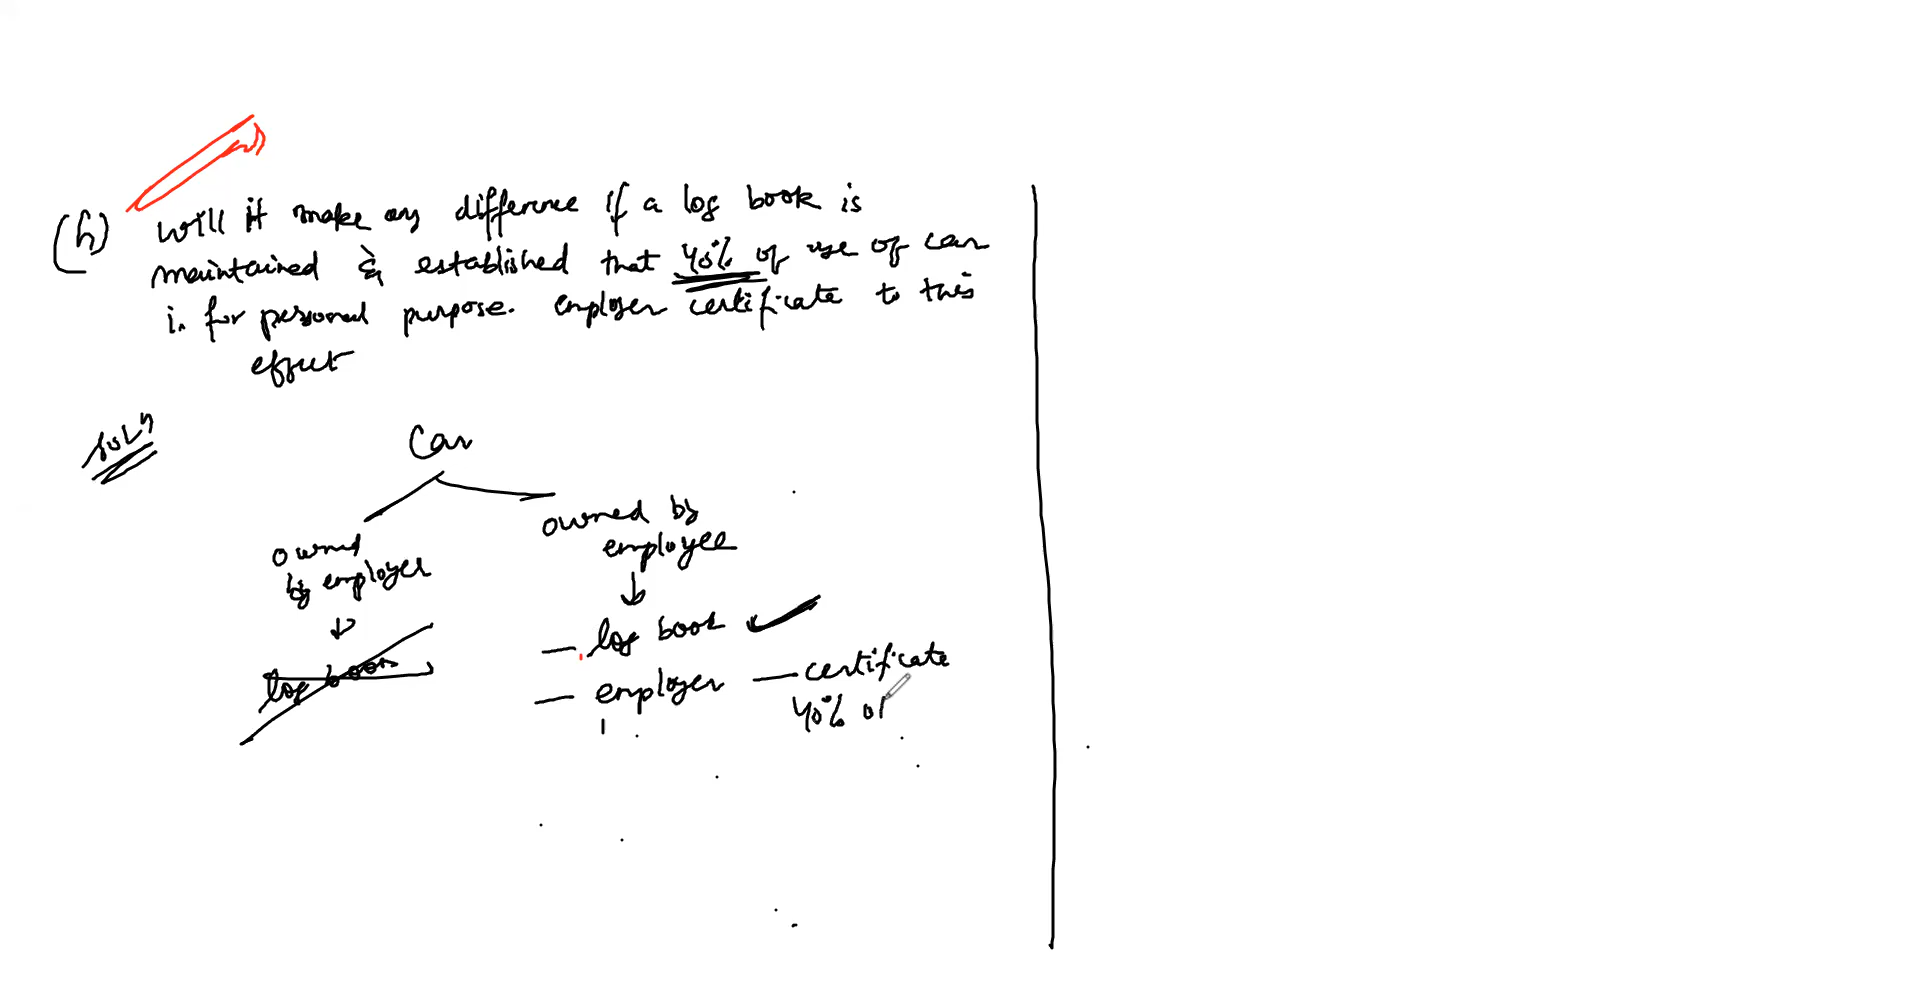 (h) Will it make any difference if a log book is
maintained & established that 40% of use of car
is for personal purpose. employer certificate to this
effect
Soln
Car
owned
by employer
log book
owned by
employee
— log book
— employer — certificate
40% of